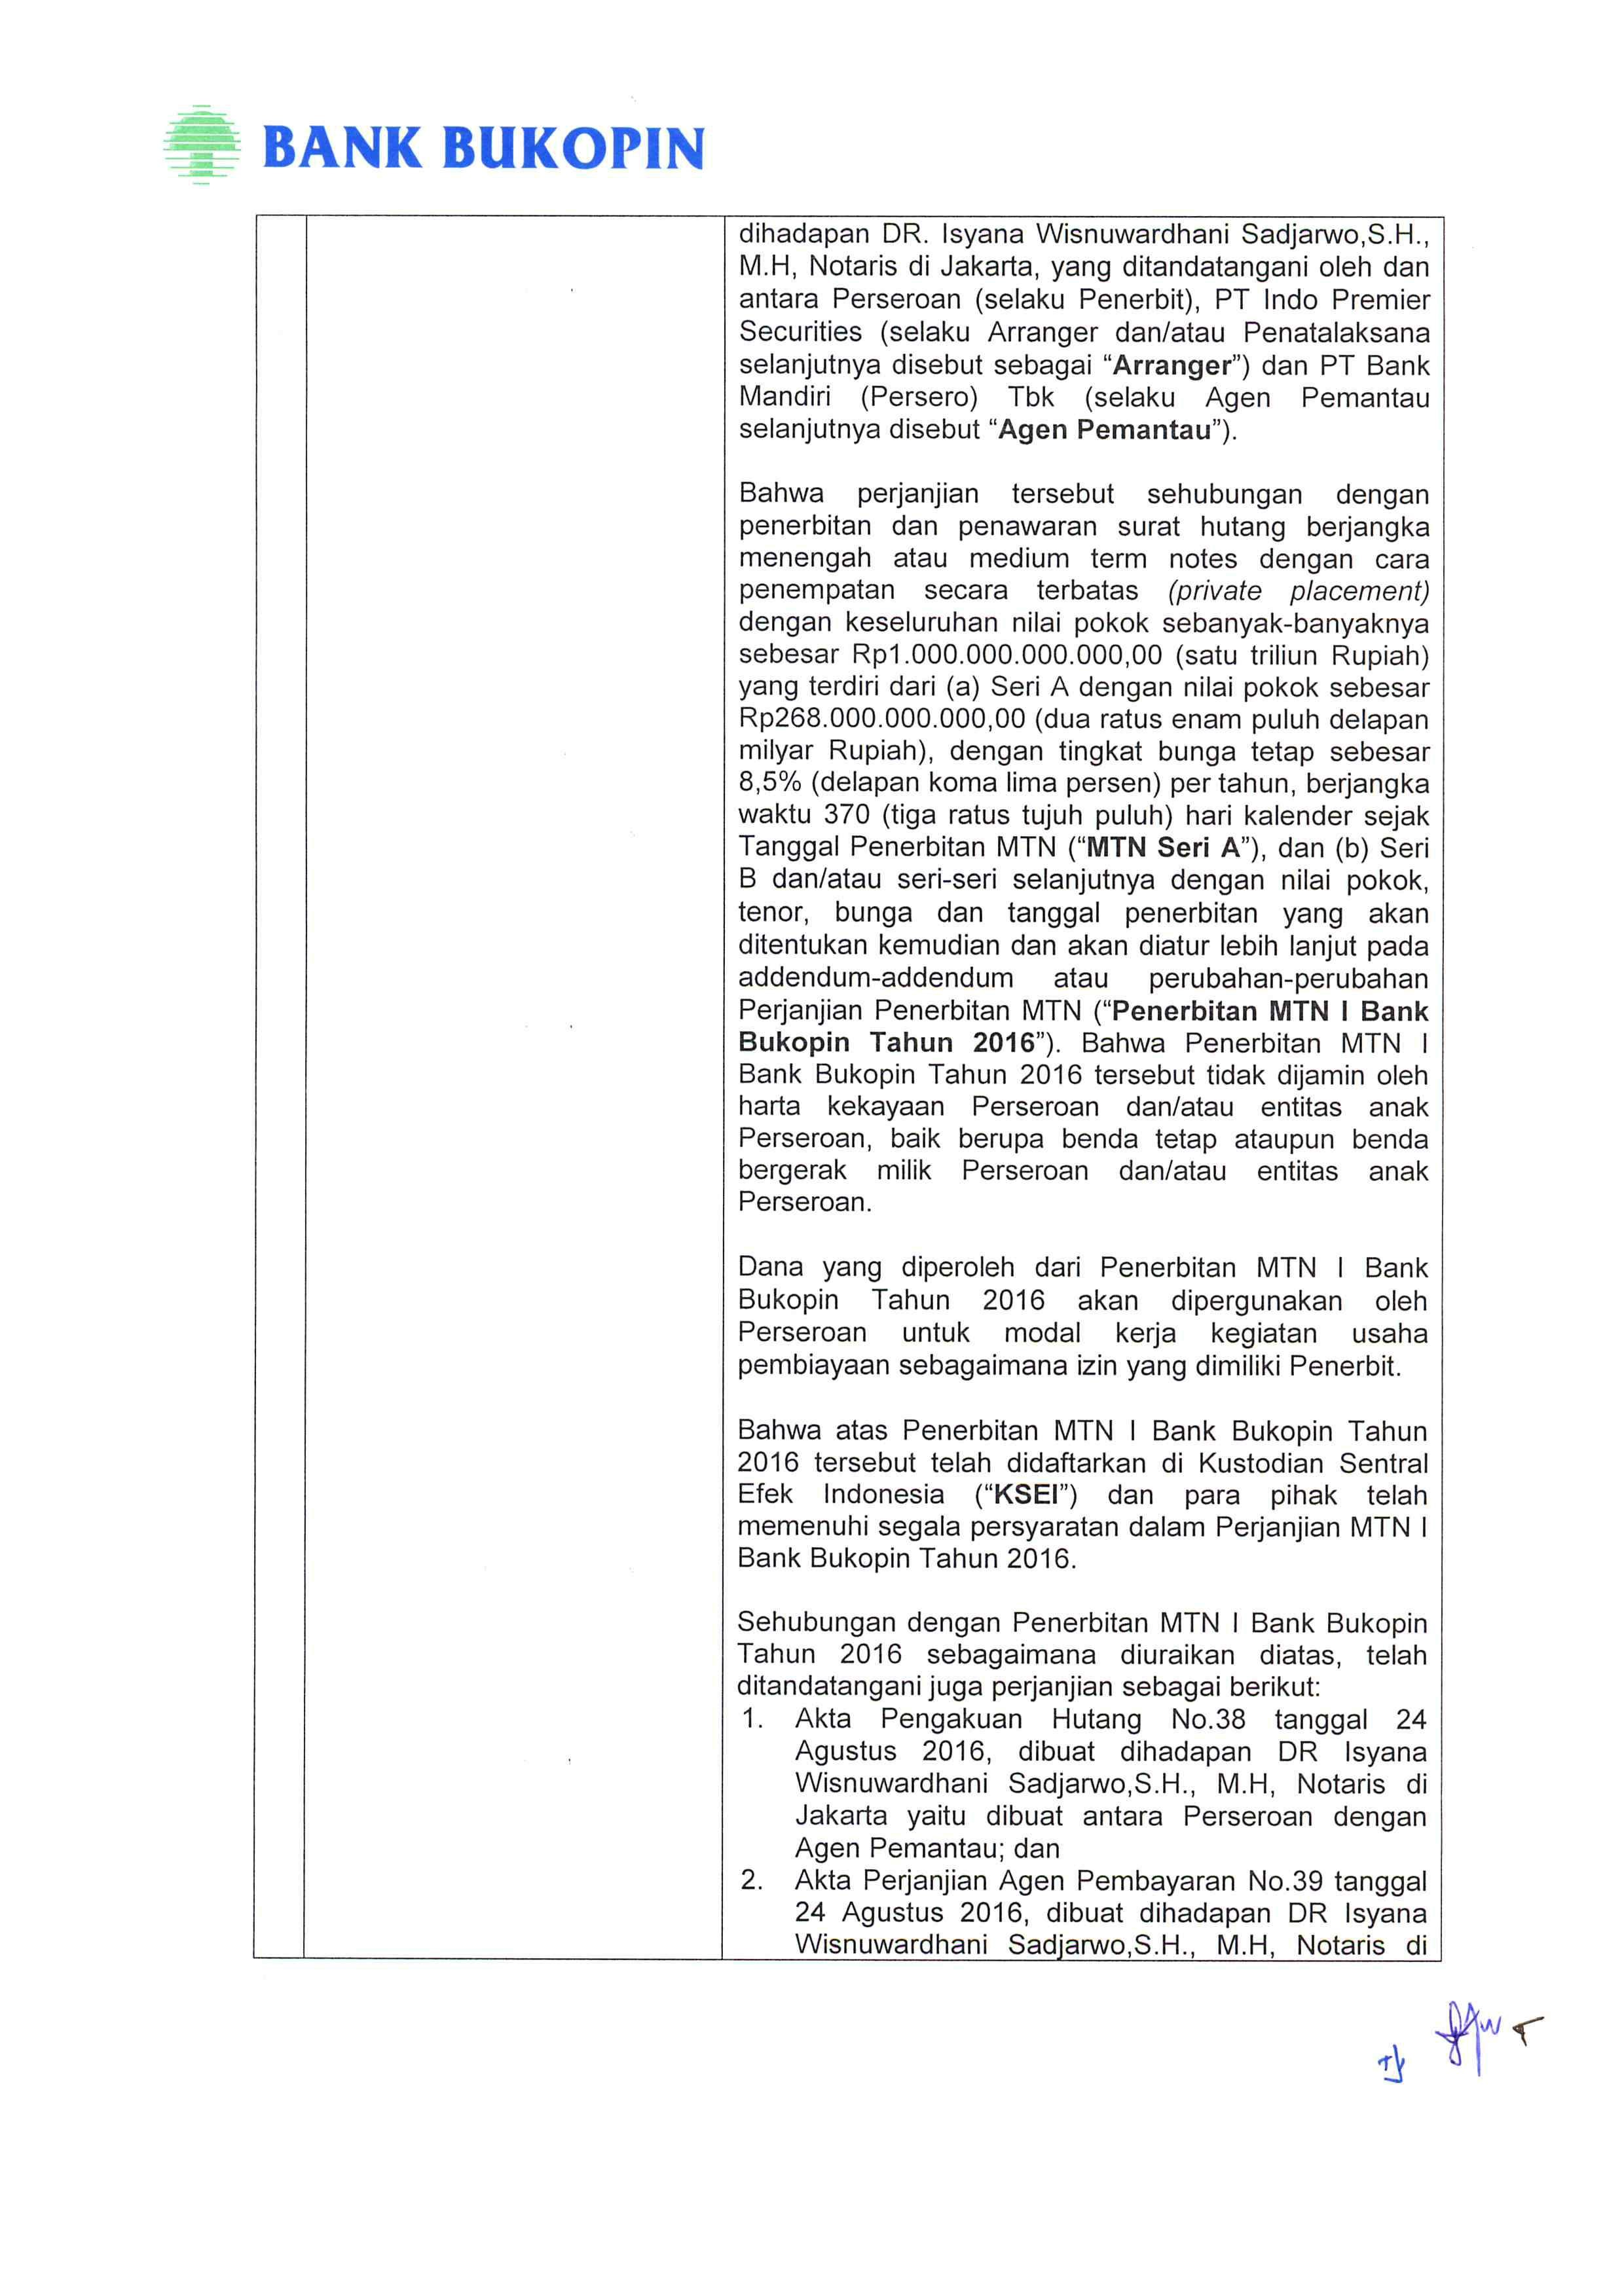 BANK BUKOPIN
dihadapan DR. Isyana Wisnuwardhani Sadjarwo,S.H.,
M.H, Notaris di Jakarta, yang ditandatangani oleh dan
antara Perseroan (selaku Penerbit), PT Indo Premier
Securities (selaku Arranger dan/atau Penatalaksana
selanjutnya disebut sebagai “Arranger”) dan PT Bank
Mandiri (Persero) Tbk (selaku Agen Pemantau
selanjutnya disebut “Agen Pemantau”).
Bahwa perjanjian tersebut sehubungan dengan
penerbitan dan penawaran surat hutang berjangka
menengah atau medium term notes dengan cara
penempatan secara terbatas (private placement)
dengan keseluruhan nilai pokok sebanyak-banyaknya
sebesar Rp1.000.000.000.000,00 (satu triliun Rupiah)
yang terdiri dari (a) Seri A dengan nilai pokok sebesar
Rp268.000.000.000,00 (dua ratus enam puluh delapan
milyar Rupiah), dengan tingkat bunga tetap sebesar
8,5% (delapan koma lima persen) per tahun, berjangka
waktu 370 (tiga ratus tujuh puluh) hari kalender sejak
Tanggal Penerbitan MTN (“MTN Seri A”), dan (b) Seri
B dan/atau seri-seri selanjutnya dengan nilai pokok,
tenor, bunga dan tanggal penerbitan yang akan
ditentukan kemudian dan akan diatur lebih lanjut pada
addendum-addendum atau perubahan-perubahan
Perjanjian Penerbitan MTN (“Penerbitan MTN I Bank
Bukopin Tahun 2016”). Bahwa Penerbitan MTN I
Bank Bukopin Tahun 2016 tersebut tidak dijamin oleh
harta kekayaan Perseroan dan/atau entitas anak
Perseroan, baik berupa benda tetap ataupun benda
bergerak milik Perseroan dan/atau entitas anak
Perseroan.
Dana yang diperoleh dari Penerbitan MTN I Bank
Bukopin Tahun 2016 akan dipergunakan oleh
Perseroan untuk modal kerja kegiatan usaha
pembiayaan sebagaimana izin yang dimiliki Penerbit.
Bahwa atas Penerbitan MTN I Bank Bukopin Tahun
2016 tersebut telah didaftarkan di Kustodian Sentral
Efek Indonesia (“KSEI”) dan para pihak telah
memenuhi segala persyaratan dalam Perjanjian MTN I
Bank Bukopin Tahun 2016.
Sehubungan dengan Penerbitan MTN I Bank Bukopin
Tahun 2016 sebagaimana diuraikan diatas, telah
ditandatangani juga perjanjian sebagai berikut:
1. Akta Pengakuan Hutang No.38 tanggal 24
Agustus 2016, dibuat dihadapan DR Isyana
Wisnuwardhani Sadjarwo,S.H., M.H, Notaris di
Jakarta yaitu dibuat antara Perseroan dengan
Agen Pemantau; dan
2. Akta Perjanjian Agen Pembayaran No.39 tanggal
24 Agustus 2016, dibuat dihadapan DR Isyana
Wisnuwardhani Sadjarwo,S.H., M.H, Notaris di